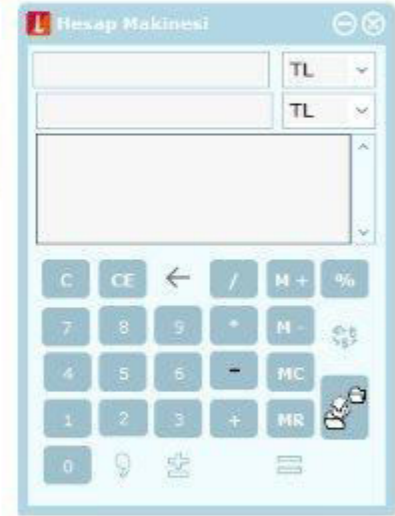 Hesap Makinesi
TL
TL
C CE ← / M + %
7 8 9 * M -
4 5 6 - MC
1 2 3 + MR
0 , ± =